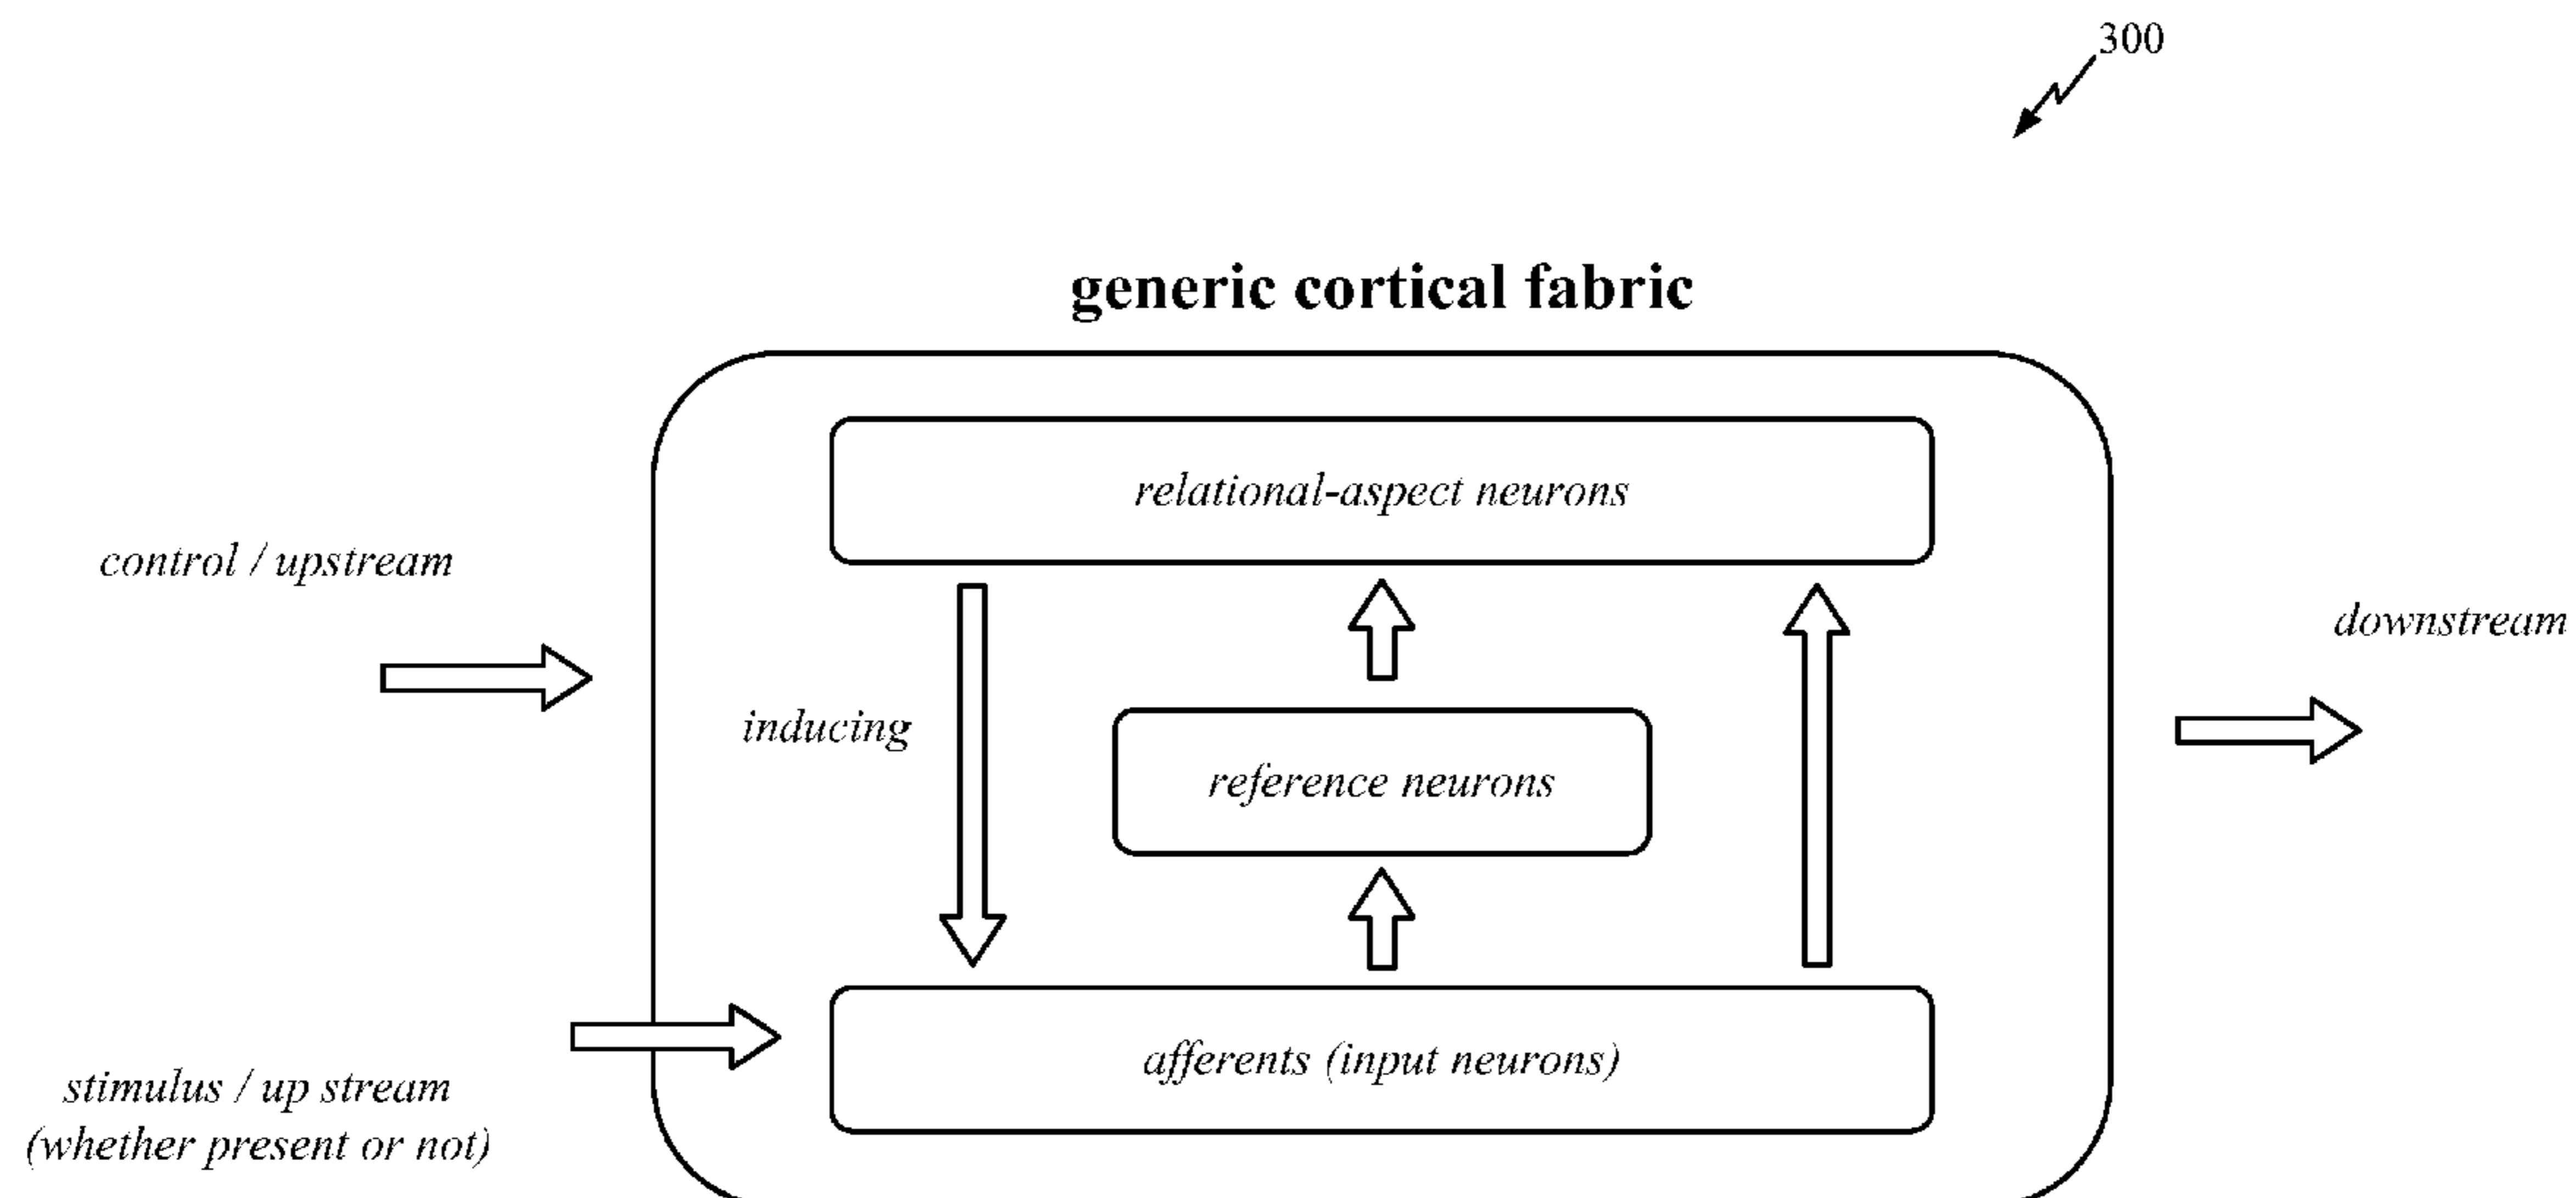 300
generic cortical fabric
relational-aspect neurons
control / upstream
downstream
inducing
reference neurons
afferents (input neurons)
stimulus / up stream
(whether present or not)